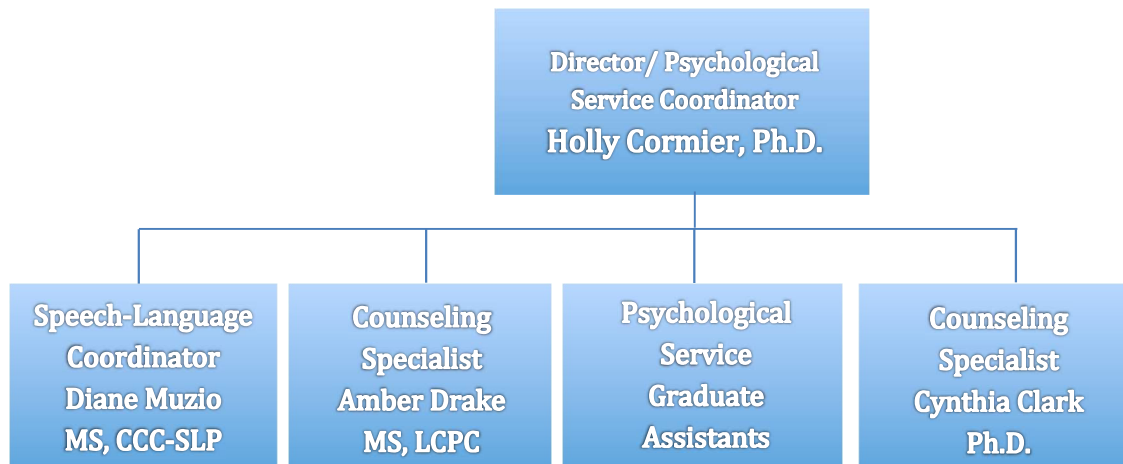 Director/ Psychological
Service Coordinator
Holly Cormier, Ph.D.
Speech-Language
Coordinator
Diane Muzio
MS, CCC-SLP
Counseling
Specialist
Amber Drake
MS, LCPC
Psychological
Service
Graduate
Assistants
Counseling
Specialist
Cynthia Clark
Ph.D.